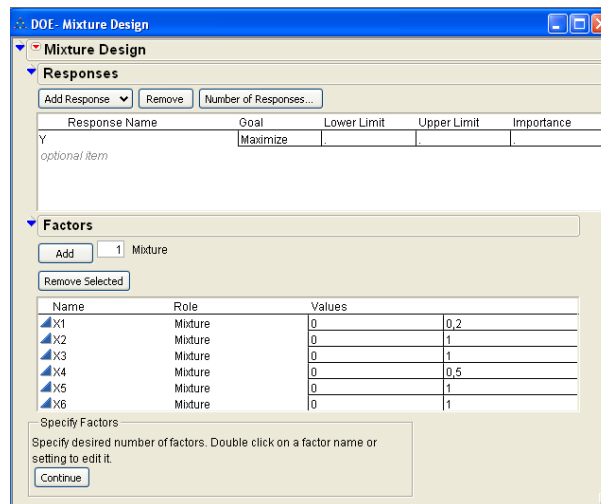 DOE- Mixture Design
Mixture Design
Responses
Add Response Remove Number of Responses...
Response Name Goal Lower Limit Upper Limit Importance
Y Maximize . . .
optional item
Factors
Add 1 Mixture
Remove Selected
Name Role Values
X1 Mixture 0 0,2
X2 Mixture 0 1
X3 Mixture 0 1
X4 Mixture 0 0,5
X5 Mixture 0 1
X6 Mixture 0 1
Specify Factors
Specify desired number of factors. Double click on a factor name or
setting to edit it.
Continue